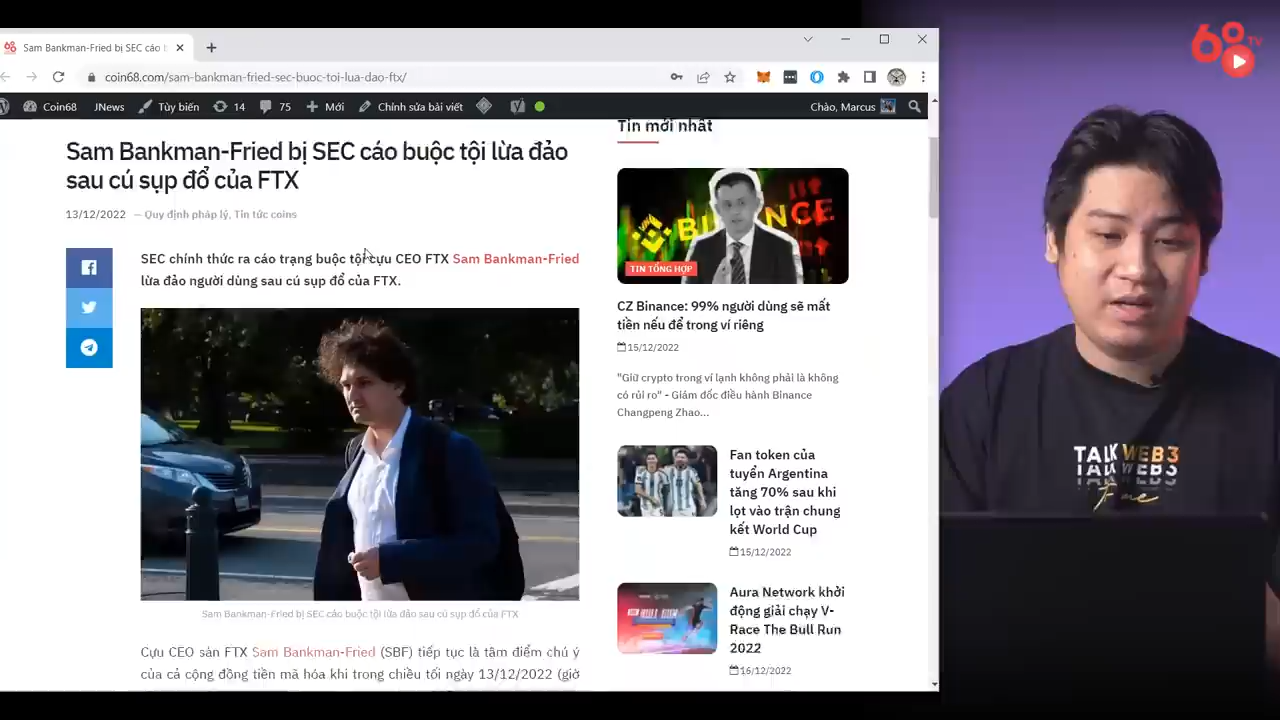 Sam Bankman-Fried bị SEC cáo b
coin68.com/sam-bankman-fried-sec-buoc-toi-lua-dao-ftx/
Coin68 JNews Tùy biến 14 75 Mới Chỉnh sửa bài viết Chào, Marcus
Sam Bankman-Fried bị SEC cáo buộc tội lừa đảo
sau cú sụp đổ của FTX
13/12/2022 — Quy định pháp lý, Tin tức coins
SEC chính thức ra cáo trạng buộc tội cựu CEO FTX Sam Bankman-Fried
lừa đảo người dùng sau cú sụp đổ của FTX.
Sam Bankman-Fried bị SEC cáo buộc tội lừa đảo sau cú sụp đổ của FTX
Cựu CEO sàn FTX Sam Bankman-Fried (SBF) tiếp tục là tâm điểm chú ý
của cả cộng đồng tiền mã hóa khi trong chiều tối ngày 13/12/2022 (giờ
Tin mới nhất
BINANCE
TIN TỔNG HỢP
CZ Binance: 99% người dùng sẽ mất
tiền nếu để trong ví riêng
15/12/2022
"Giữ crypto trong ví lạnh không phải là không
có rủi ro" - Giám đốc điều hành Binance
Changpeng Zhao...
Fan token của
tuyển Argentina
tăng 70% sau khi
lọt vào trận chung
kết World Cup
15/12/2022
Aura Network khởi
động giải chạy V-
Race The Bull Run
2022
16/12/2022
68 TV
TALK WEB3
TALK WEB3